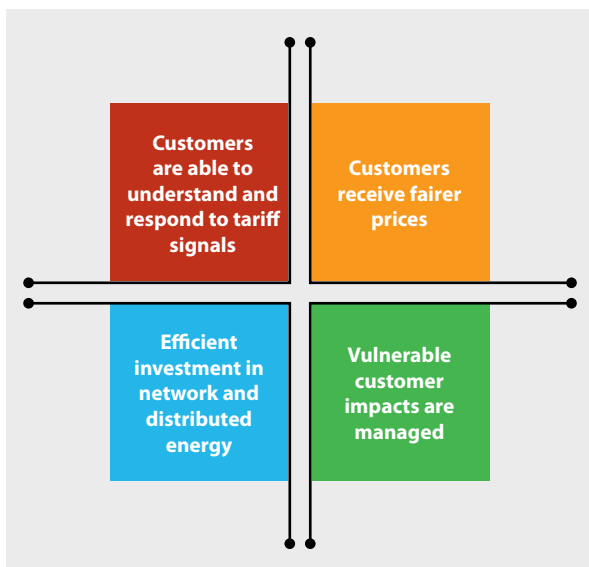 Customers
are able to
understand and
respond to tariff
signals
Customers
receive fairer
prices
Efficient
investment in
network and
distributed
energy
Vulnerable
customer
impacts are
managed